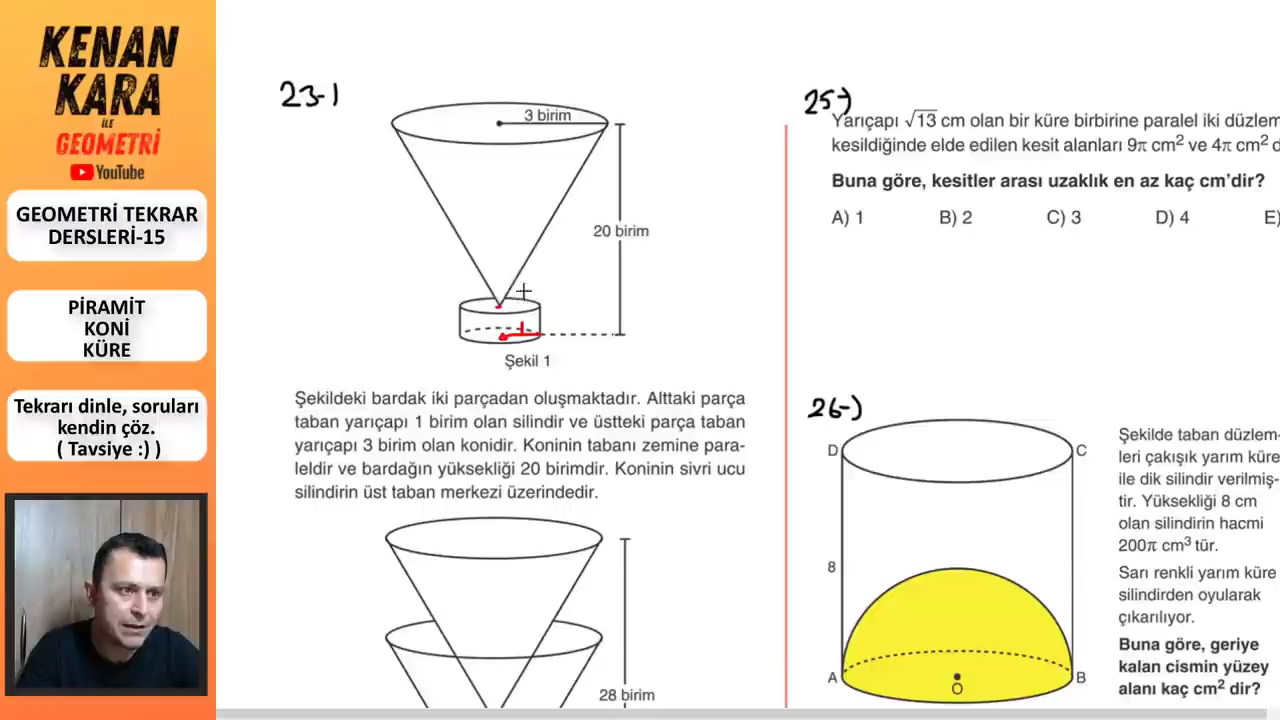 KENAN
KARA
İLE
GEOMETRİ
YouTube
GEOMETRİ TEKRAR
DERSLERİ-15
PİRAMİT
KONİ
KÜRE
Tekrarı dinle, soruları
kendin çöz.
( Tavsiye :) )
23-)
3 birim
20 birim
1
Şekil 1
Şekildeki bardak iki parçadan oluşmaktadır. Alttaki parça
taban yarıçapı 1 birim olan silindir ve üstteki parça taban
yarıçapı 3 birim olan konidir. Koninin tabanı zemine para-
leldir ve bardağın yüksekliği 20 birimdir. Koninin sivri ucu
silindirin üst taban merkezi üzerindedir.
28 birim
25-)
Yarıçapı √13 cm olan bir küre birbirine paralel iki düzlem
kesildiğinde elde edilen kesit alanları 9π cm² ve 4π cm² d
Buna göre, kesitler arası uzaklık en az kaç cm'dir?
A) 1 B) 2 C) 3 D) 4 E)
26-)
D
C
8
A
O
B
Şekilde taban düzlem-
leri çakışık yarım küre
ile dik silindir verilmiş-
tir. Yüksekliği 8 cm
olan silindirin hacmi
200π cm³ tür.
Sarı renkli yarım küre
silindirden oyularak
çıkarılıyor.
Buna göre, geriye
kalan cismin yüzey
alanı kaç cm² dir?